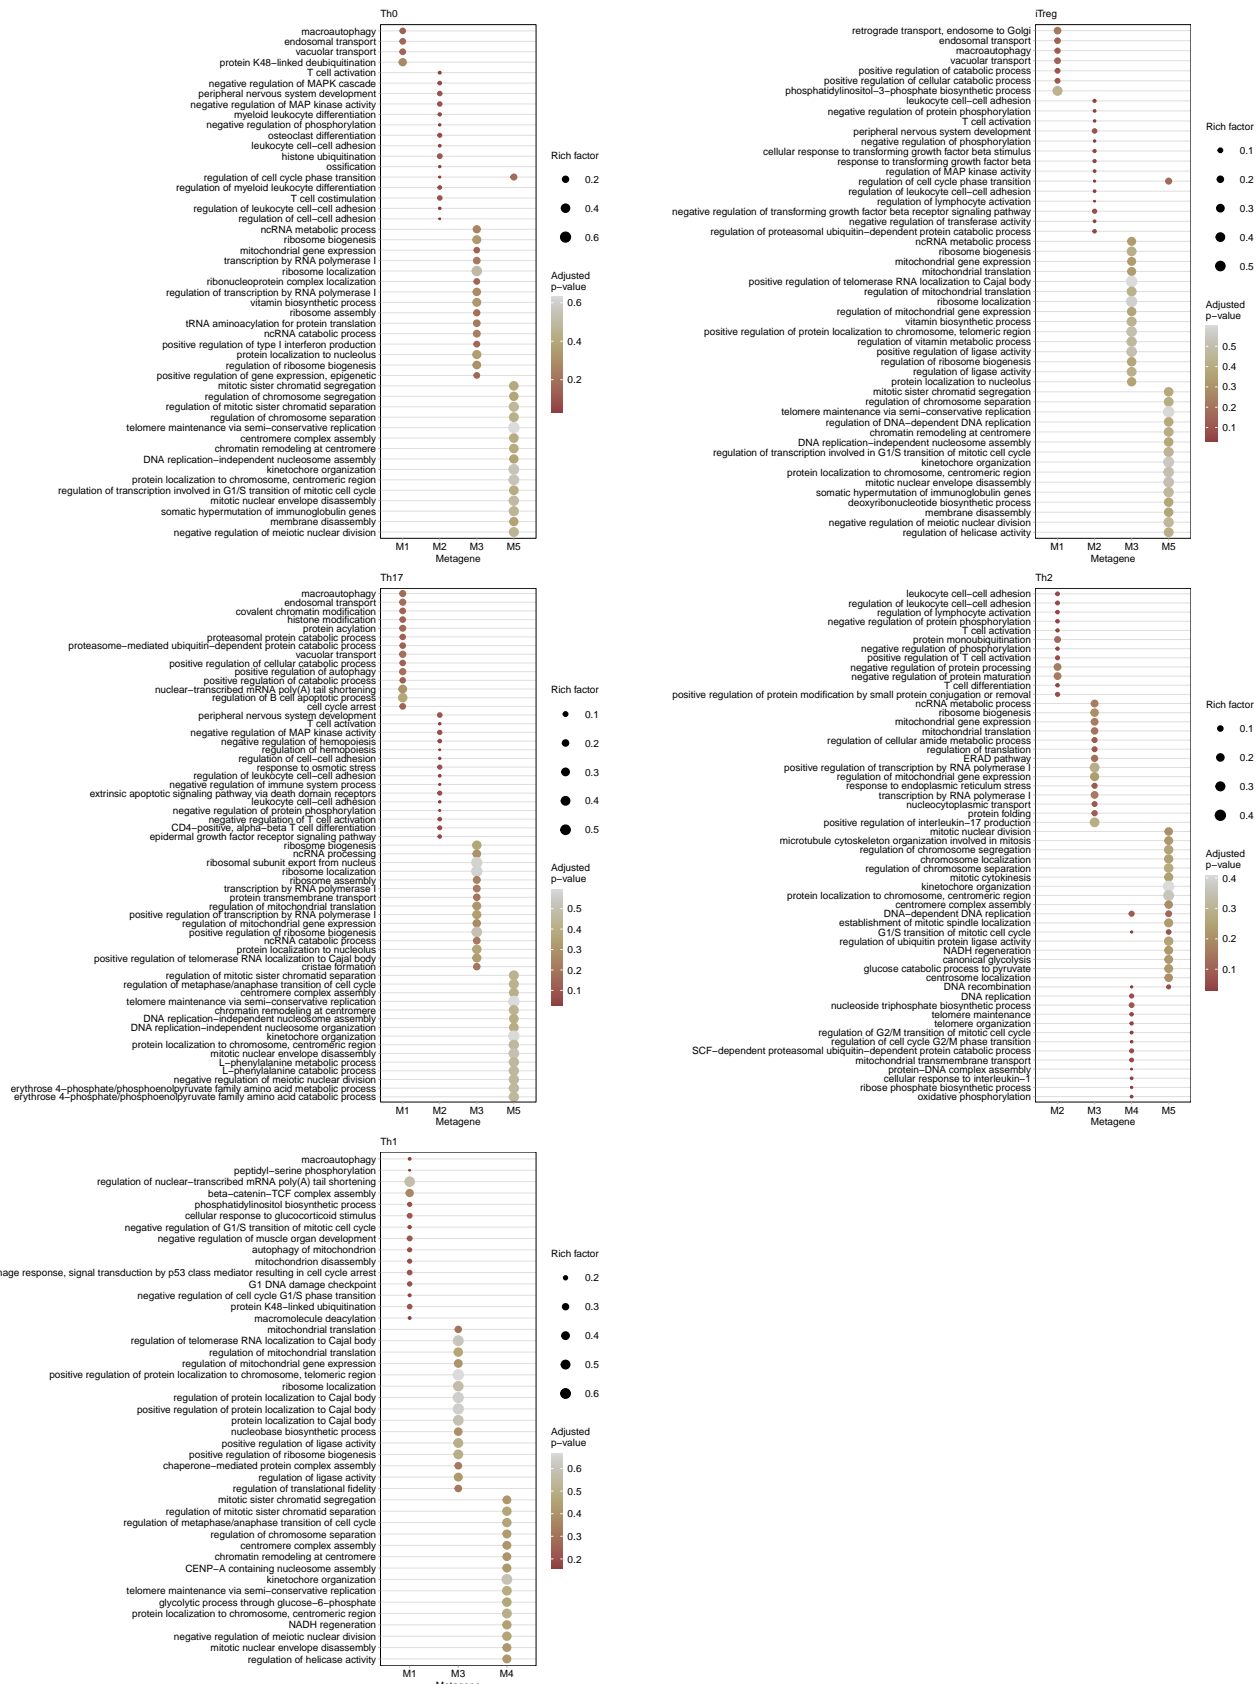 Th0
macroautophagy
endosomal transport
vacuolar transport
protein K48−linked deubiquitination
T cell activation
negative regulation of MAPK cascade
peripheral nervous system development
negative regulation of MAP kinase activity
myeloid leukocyte differentiation
negative regulation of phosphorylation
osteoclast differentiation
leukocyte cell−cell adhesion
histone ubiquitination
ossification
regulation of cell cycle phase transition
regulation of myeloid leukocyte differentiation
T cell costimulation
regulation of leukocyte cell−cell adhesion
regulation of cell−cell adhesion
ncRNA metabolic process
ribosome biogenesis
mitochondrial gene expression
transcription by RNA polymerase I
ribosome localization
ribonucleoprotein complex localization
regulation of transcription by RNA polymerase I
vitamin biosynthetic process
ribosome assembly
tRNA aminoacylation for protein translation
ncRNA catabolic process
positive regulation of type I interferon production
protein localization to nucleolus
regulation of ribosome biogenesis
positive regulation of gene expression, epigenetic
mitotic sister chromatid segregation
regulation of chromosome segregation
regulation of mitotic sister chromatid separation
regulation of chromosome separation
telomere maintenance via semi−conservative replication
centromere complex assembly
chromatin remodeling at centromere
DNA replication−independent nucleosome assembly
kinetochore organization
protein localization to chromosome, centromeric region
regulation of transcription involved in G1/S transition of mitotic cell cycle
mitotic nuclear envelope disassembly
somatic hypermutation of immunoglobulin genes
membrane disassembly
negative regulation of meiotic nuclear division
M1 M2 M3 M5
Metagene
Rich factor
0.2
0.4
0.6
Adjusted
p−value
0.6
0.4
0.2
iTreg
retrograde transport, endosome to Golgi
endosomal transport
macroautophagy
vacuolar transport
positive regulation of catabolic process
positive regulation of cellular catabolic process
phosphatidylinositol−3−phosphate biosynthetic process
leukocyte cell−cell adhesion
negative regulation of protein phosphorylation
T cell activation
peripheral nervous system development
negative regulation of phosphorylation
cellular response to transforming growth factor beta stimulus
response to transforming growth factor beta
regulation of MAP kinase activity
regulation of cell cycle phase transition
regulation of leukocyte cell−cell adhesion
regulation of lymphocyte activation
negative regulation of transforming growth factor beta receptor signaling pathway
negative regulation of transferase activity
regulation of proteasomal ubiquitin−dependent protein catabolic process
ncRNA metabolic process
ribosome biogenesis
mitochondrial gene expression
mitochondrial translation
positive regulation of telomerase RNA localization to Cajal body
regulation of mitochondrial translation
ribosome localization
regulation of mitochondrial gene expression
vitamin biosynthetic process
positive regulation of protein localization to chromosome, telomeric region
regulation of vitamin metabolic process
positive regulation of ligase activity
regulation of ribosome biogenesis
regulation of ligase activity
protein localization to nucleolus
mitotic sister chromatid segregation
regulation of chromosome separation
telomere maintenance via semi−conservative replication
regulation of DNA−dependent DNA replication
chromatin remodeling at centromere
DNA replication−independent nucleosome assembly
regulation of transcription involved in G1/S transition of mitotic cell cycle
kinetochore organization
protein localization to chromosome, centromeric region
mitotic nuclear envelope disassembly
somatic hypermutation of immunoglobulin genes
deoxyribonucleotide biosynthetic process
membrane disassembly
negative regulation of meiotic nuclear division
regulation of helicase activity
M1 M2 M3 M5
Metagene
Rich factor
0.1
0.2
0.3
0.4
0.5
Adjusted
p−value
0.5
0.4
0.3
0.2
0.1
Th17
macroautophagy
endosomal transport
covalent chromatin modification
histone modification
protein acylation
proteasomal protein catabolic process
proteasome−mediated ubiquitin−dependent protein catabolic process
vacuolar transport
positive regulation of cellular catabolic process
positive regulation of autophagy
positive regulation of catabolic process
nuclear−transcribed mRNA poly(A) tail shortening
regulation of B cell apoptotic process
cell cycle arrest
peripheral nervous system development
T cell activation
negative regulation of MAP kinase activity
negative regulation of hemopoiesis
regulation of hemopoiesis
regulation of cell−cell adhesion
response to osmotic stress
regulation of leukocyte cell−cell adhesion
negative regulation of immune system process
extrinsic apoptotic signaling pathway via death domain receptors
leukocyte cell−cell adhesion
negative regulation of protein phosphorylation
negative regulation of T cell activation
CD4−positive, alpha−beta T cell differentiation
epidermal growth factor receptor signaling pathway
ribosome biogenesis
ncRNA processing
ribosomal subunit export from nucleus
ribosome localization
ribosome assembly
transcription by RNA polymerase I
protein transmembrane transport
regulation of mitochondrial translation
positive regulation of transcription by RNA polymerase I
regulation of mitochondrial gene expression
positive regulation of ribosome biogenesis
ncRNA catabolic process
protein localization to nucleolus
positive regulation of telomerase RNA localization to Cajal body
cristae formation
regulation of mitotic sister chromatid separation
regulation of metaphase/anaphase transition of cell cycle
centromere complex assembly
telomere maintenance via semi−conservative replication
chromatin remodeling at centromere
DNA replication−independent nucleosome assembly
DNA replication−independent nucleosome organization
kinetochore organization
protein localization to chromosome, centromeric region
mitotic nuclear envelope disassembly
L−phenylalanine metabolic process
L−phenylalanine catabolic process
negative regulation of meiotic nuclear division
erythrose 4−phosphate/phosphoenolpyruvate family amino acid metabolic process
erythrose 4−phosphate/phosphoenolpyruvate family amino acid catabolic process
M1 M2 M3 M5
Metagene
Rich factor
0.1
0.2
0.3
0.4
0.5
Adjusted
p−value
0.5
0.4
0.3
0.2
0.1
Th2
leukocyte cell−cell adhesion
regulation of leukocyte cell−cell adhesion
regulation of lymphocyte activation
negative regulation of protein phosphorylation
T cell activation
protein monoubiquitination
negative regulation of phosphorylation
positive regulation of T cell activation
negative regulation of protein processing
negative regulation of protein maturation
T cell differentiation
positive regulation of protein modification by small protein conjugation or removal
ncRNA metabolic process
ribosome biogenesis
mitochondrial gene expression
mitochondrial translation
regulation of cellular amide metabolic process
regulation of translation
ERAD pathway
positive regulation of transcription by RNA polymerase I
regulation of mitochondrial gene expression
response to endoplasmic reticulum stress
transcription by RNA polymerase I
nucleocytoplasmic transport
protein folding
positive regulation of interleukin−17 production
mitotic nuclear division
microtubule cytoskeleton organization involved in mitosis
regulation of chromosome segregation
chromosome localization
regulation of chromosome separation
mitotic cytokinesis
kinetochore organization
protein localization to chromosome, centromeric region
centromere complex assembly
DNA−dependent DNA replication
establishment of mitotic spindle localization
G1/S transition of mitotic cell cycle
regulation of ubiquitin protein ligase activity
NADH regeneration
canonical glycolysis
glucose catabolic process to pyruvate
centrosome localization
DNA recombination
DNA replication
nucleoside triphosphate biosynthetic process
telomere maintenance
telomere organization
regulation of G2/M transition of mitotic cell cycle
regulation of cell cycle G2/M phase transition
SCF−dependent proteasomal ubiquitin−dependent protein catabolic process
mitochondrial transmembrane transport
protein−DNA complex assembly
cellular response to interleukin−1
ribose phosphate biosynthetic process
oxidative phosphorylation
M2 M3 M4 M5
Metagene
Rich factor
0.1
0.2
0.3
0.4
Adjusted
p−value
0.4
0.3
0.2
0.1
Th1
macroautophagy
peptidyl−serine phosphorylation
regulation of nuclear−transcribed mRNA poly(A) tail shortening
beta−catenin−TCF complex assembly
phosphatidylinositol biosynthetic process
cellular response to glucocorticoid stimulus
negative regulation of G1/S transition of mitotic cell cycle
negative regulation of muscle organ development
autophagy of mitochondrion
mitochondrion disassembly
nage response, signal transduction by p53 class mediator resulting in cell cycle arrest
G1 DNA damage checkpoint
negative regulation of cell cycle G1/S phase transition
protein K48−linked ubiquitination
macromolecule deacylation
mitochondrial translation
regulation of telomerase RNA localization to Cajal body
regulation of mitochondrial translation
regulation of mitochondrial gene expression
positive regulation of protein localization to chromosome, telomeric region
ribosome localization
regulation of protein localization to Cajal body
positive regulation of protein localization to Cajal body
protein localization to Cajal body
nucleobase biosynthetic process
positive regulation of ligase activity
positive regulation of ribosome biogenesis
chaperone−mediated protein complex assembly
regulation of ligase activity
regulation of translational fidelity
mitotic sister chromatid segregation
regulation of mitotic sister chromatid separation
regulation of metaphase/anaphase transition of cell cycle
regulation of chromosome separation
centromere complex assembly
chromatin remodeling at centromere
CENP−A containing nucleosome assembly
kinetochore organization
telomere maintenance via semi−conservative replication
glycolytic process through glucose−6−phosphate
protein localization to chromosome, centromeric region
NADH regeneration
negative regulation of meiotic nuclear division
mitotic nuclear envelope disassembly
regulation of helicase activity
M1 M3 M4
Metagene
Rich factor
0.2
0.3
0.4
0.5
0.6
Adjusted
p−value
0.6
0.5
0.4
0.3
0.2